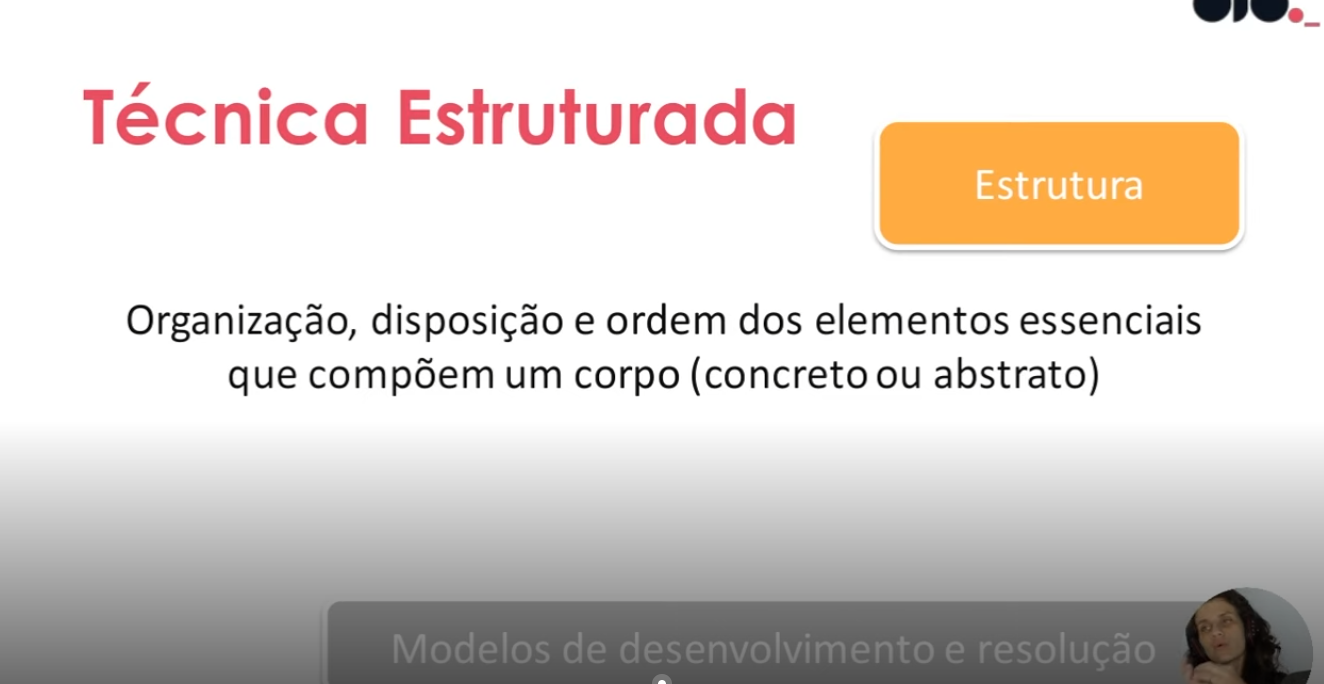 Técnica Estruturada
Estrutura
Organização, disposição e ordem dos elementos essenciais
que compõem um corpo (concreto ou abstrato)
Modelos de desenvolvimento e resolução